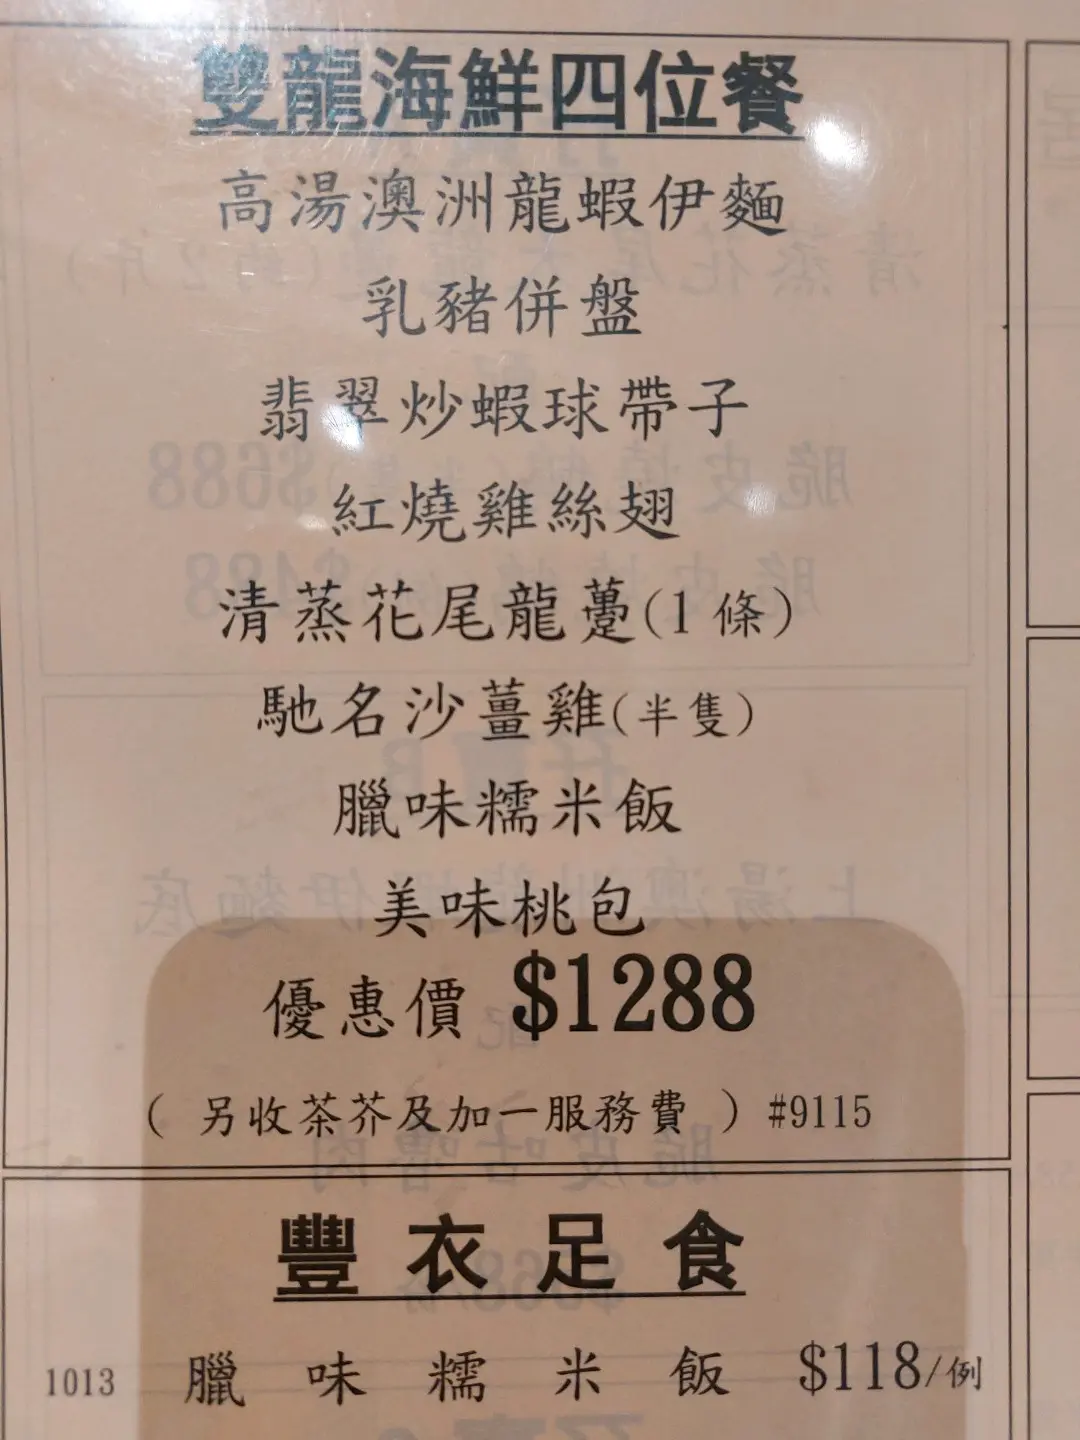 雙龍海鮮四位餐
高湯澳洲龍蝦伊麵
乳豬併盤
翡翠炒蝦球帶子
紅燒雞絲翅
清蒸花尾龍躉(1 條)
馳名沙薑雞(半隻)
臘味糯米飯
美味桃包
優惠價 $1288
( 另收茶芥及加一服務費 ) #9115
豐衣足食
1013 臘味糯米飯 $118/例